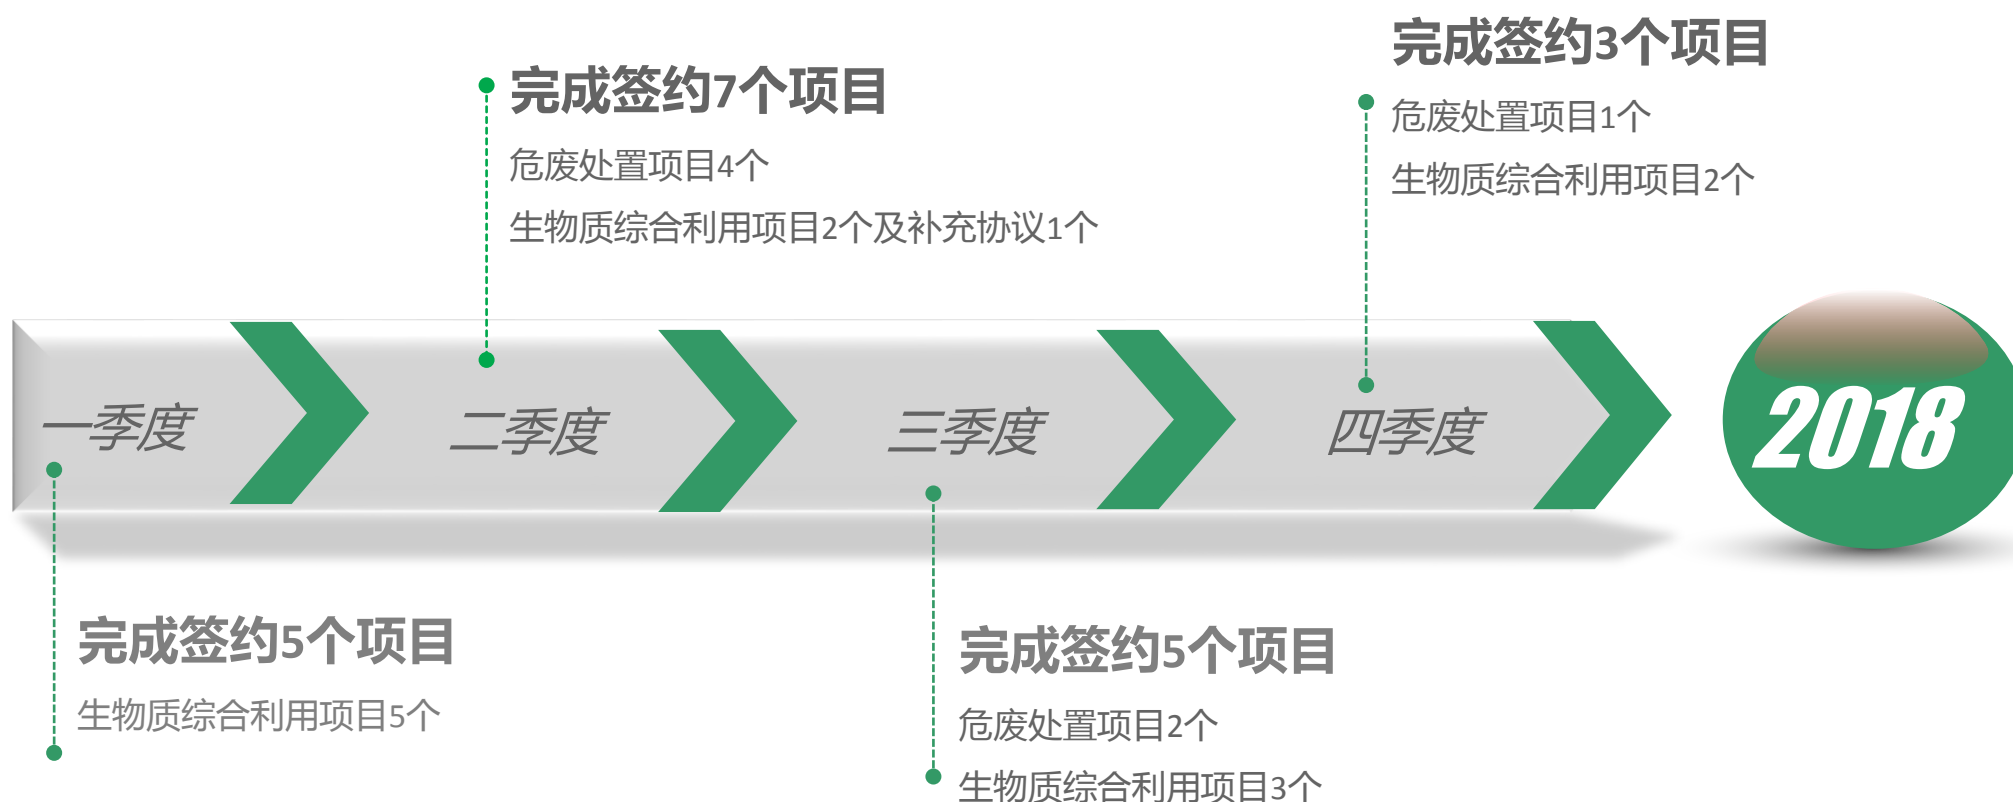 完成签约3个项目
危废处置项目1个
生物质综合利用项目2个
完成签约7个项目
危废处置项目4个
生物质综合利用项目2个及补充协议1个
一季度
二季度
三季度
四季度
2018
完成签约5个项目
生物质综合利用项目5个
完成签约5个项目
危废处置项目2个
生物质综合利用项目3个